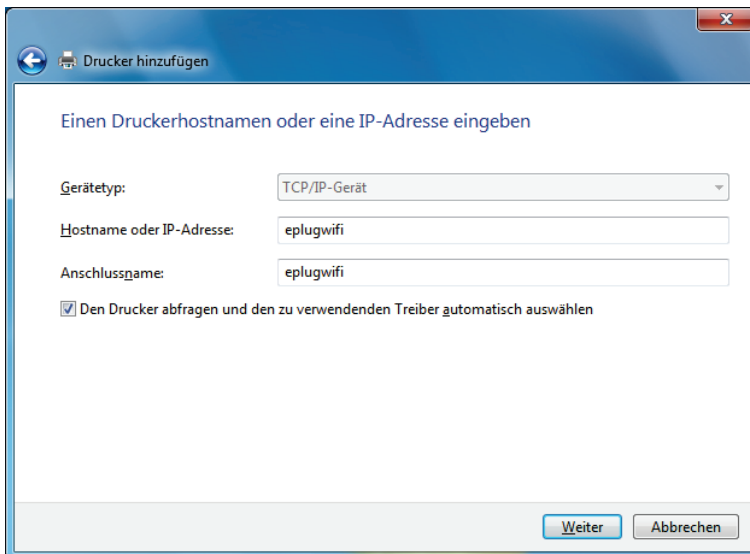 Drucker hinzufügen
Einen Druckerhostnamen oder eine IP-Adresse eingeben
Gerätetyp: TCP/IP-Gerät
Hostname oder IP-Adresse: eplugwifi
Anschlussname: eplugwifi
Den Drucker abfragen und den zu verwendenden Treiber automatisch auswählen
Weiter Abbrechen